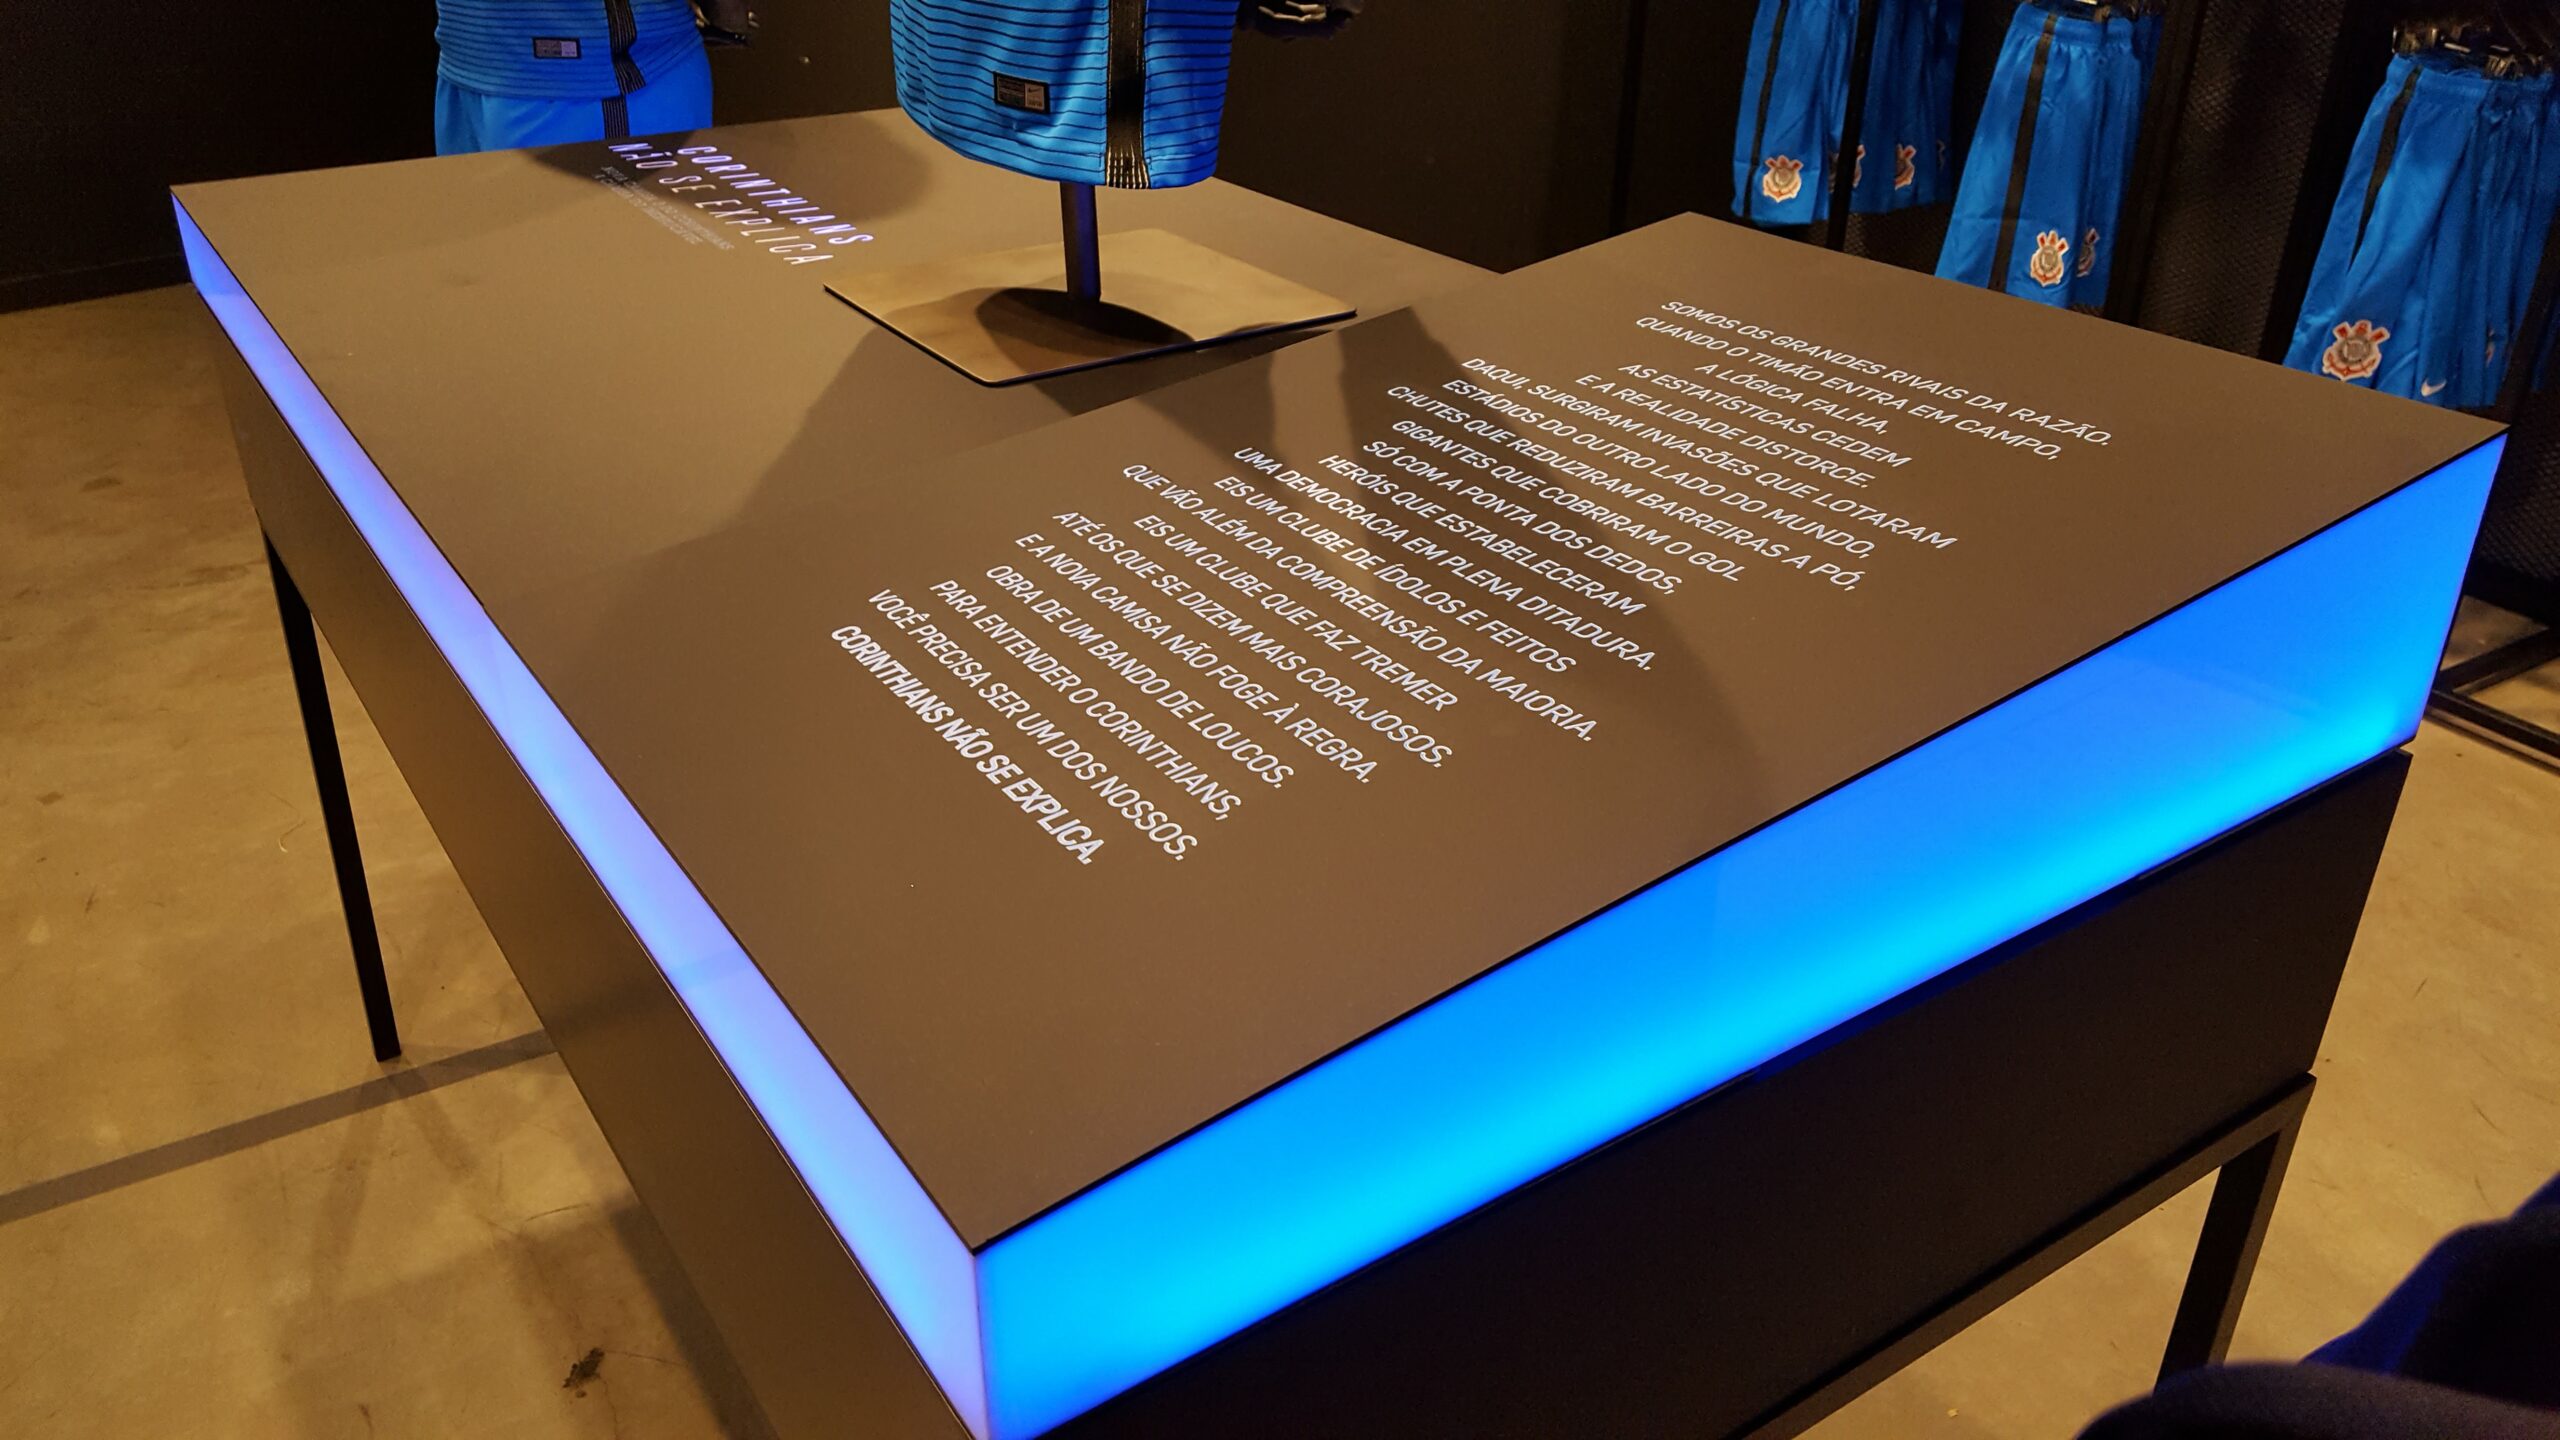 CORINTHIANS
NÃO SE EXPLICA
SOMOS OS GRANDES RIVAIS DA RAZÃO.
QUANDO O TIMÃO ENTRA EM CAMPO,
A LÓGICA FALHA,
AS ESTATÍSTICAS CEDEM
E A REALIDADE DISTORCE.
DAQUI, SURGIRAM INVASÕES QUE LOTARAM
ESTÁDIOS DO OUTRO LADO DO MUNDO,
CHUTES QUE REDUZIRAM BARREIRAS A PÓ,
GIGANTES QUE COBRIRAM O GOL
SÓ COM A PONTA DOS DEDOS,
HERÓIS QUE ESTABELECERAM
UMA DEMOCRACIA EM PLENA DITADURA.
EIS UM CLUBE DE ÍDOLOS E FEITOS
QUE VÃO ALÉM DA COMPREENSÃO DA MAIORIA.
EIS UM CLUBE QUE FAZ TREMER
ATÉ OS QUE SE DIZEM MAIS CORAJOSOS.
E A NOVA CAMISA NÃO FOGE À REGRA.
OBRA DE UM BANDO DE LOUCOS.
PARA ENTENDER O CORINTHIANS,
VOCÊ PRECISA SER UM DOS NOSSOS.
CORINTHIANS NÃO SE EXPLICA.